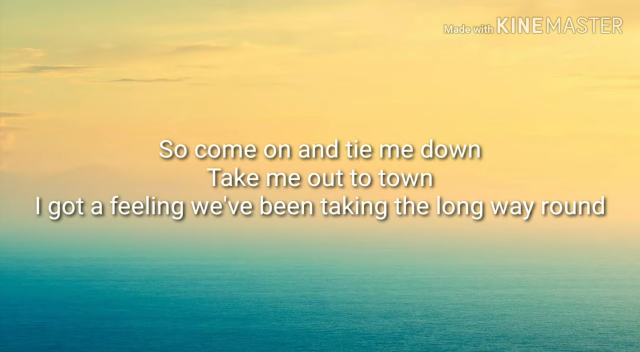 Made with KINEMASTER
So come on and tie me down
Take me out to town
I got a feeling we've been taking the long way round